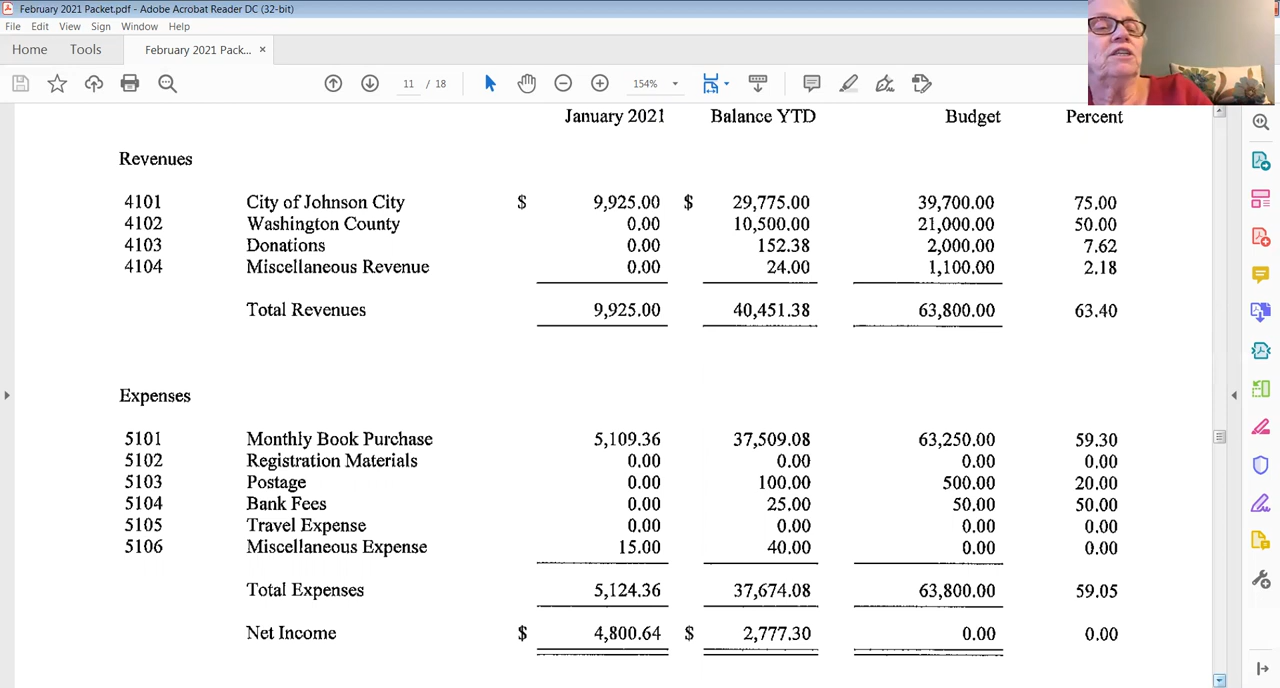 February 2021 Packet.pdf - Adobe Acrobat Reader DC (32-bit)
File Edit View Sign Window Help
Home Tools February 2021 Pack... ×
11 / 18 154%
January 2021 Balance YTD Budget Percent
Revenues
4101 City of Johnson City $ 9,925.00 $ 29,775.00 39,700.00 75.00
4102 Washington County 0.00 10,500.00 21,000.00 50.00
4103 Donations 0.00 152.38 2,000.00 7.62
4104 Miscellaneous Revenue 0.00 24.00 1,100.00 2.18
Total Revenues 9,925.00 40,451.38 63,800.00 63.40
Expenses
5101 Monthly Book Purchase 5,109.36 37,509.08 63,250.00 59.30
5102 Registration Materials 0.00 0.00 0.00 0.00
5103 Postage 0.00 100.00 500.00 20.00
5104 Bank Fees 0.00 25.00 50.00 50.00
5105 Travel Expense 0.00 0.00 0.00 0.00
5106 Miscellaneous Expense 15.00 40.00 0.00 0.00
Total Expenses 5,124.36 37,674.08 63,800.00 59.05
Net Income $ 4,800.64 $ 2,777.30 0.00 0.00